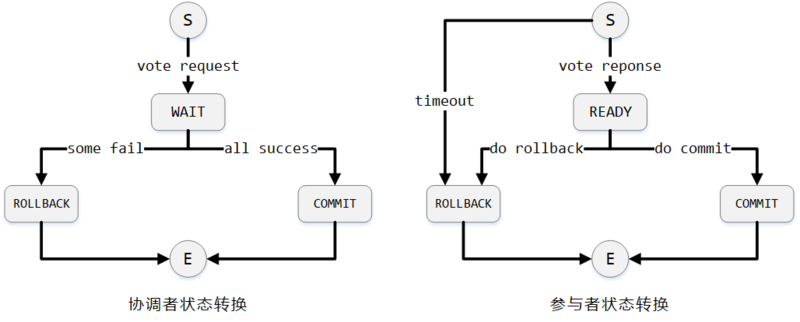 S
vote request
WAIT
some fail
all success
ROLLBACK
COMMIT
E
协调者状态转换
S
vote reponse
timeout
READY
do rollback
do commit
ROLLBACK
COMMIT
E
参与者状态转换